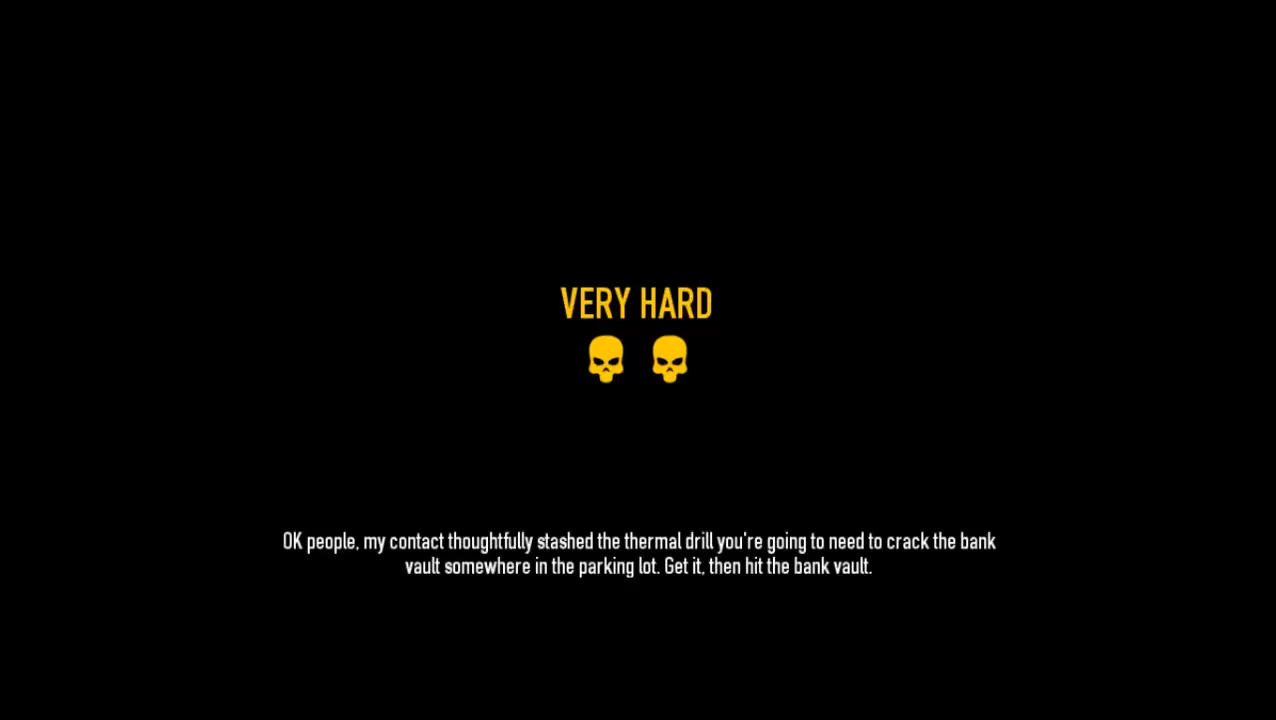 VERY HARD
OK people, my contact thoughtfully stashed the thermal drill you're going to need to crack the bank
vault somewhere in the parking lot. Get it, then hit the bank vault.